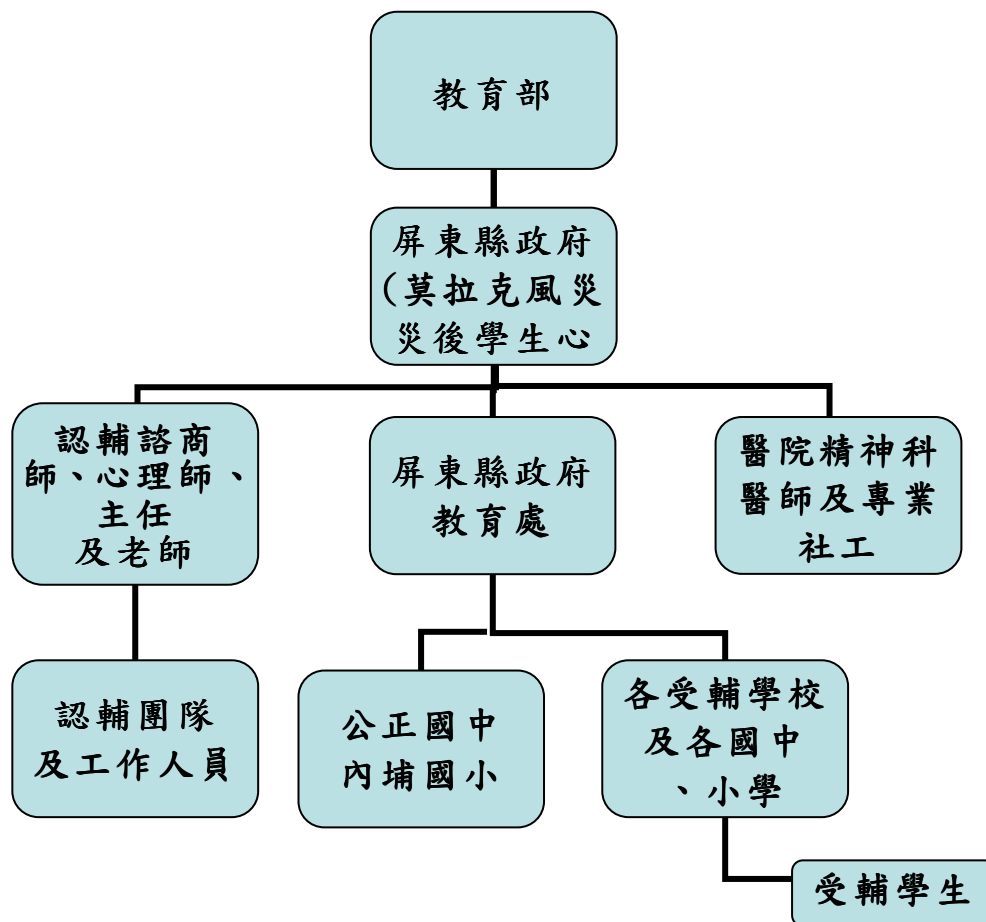 教育部
屏東縣政府
(莫拉克風災
災後學生心
認輔諮商
師、心理師、
主任
及老師
屏東縣政府
教育處
醫院精神科
醫師及專業
社工
認輔團隊
及工作人員
公正國中
內埔國小
各受輔學校
及各國中
、小學
受輔學生